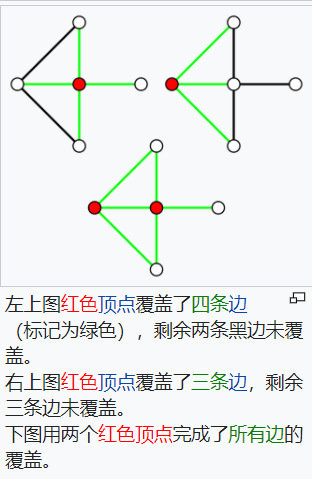 左上图红色顶点覆盖了四条边
（标记为绿色），剩余两条黑边未覆
盖。
右上图红色顶点覆盖了三条边，剩余
三条边未覆盖。
下图用两个红色顶点完成了所有边的
覆盖。